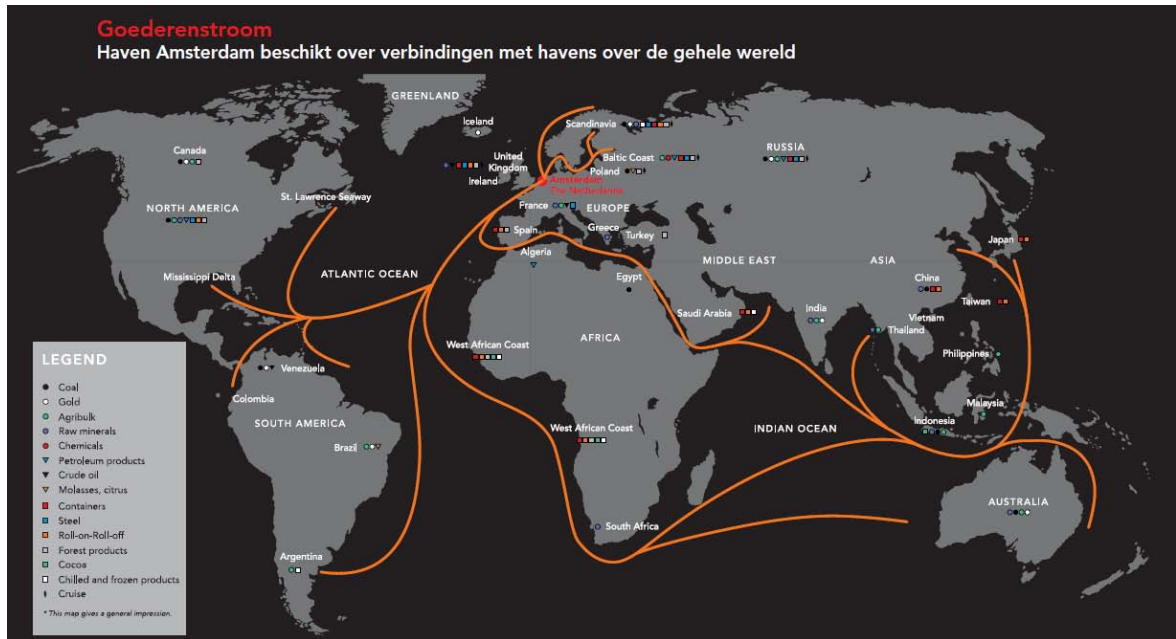 Goederenstroom
Haven Amsterdam beschikt over verbindingen met havens over de gehele wereld
GREENLAND
Iceland
Scandinavia
RUSSIA
Canada
United
Kingdom
Baltic Coast
Poland
Ireland
Amsterdam
The Netherlands
St. Lawrence Seaway
France
EUROPE
NORTH AMERICA
Spain
Greece
Turkey
Japan
Algeria
MIDDLE EAST
ASIA
Mississippi Delta
ATLANTIC OCEAN
Egypt
China
Saudi Arabia
India
Taiwan
Vietnam
Thailand
West African Coast
AFRICA
Philippines
Venezuela
Colombia
Malaysia
SOUTH AMERICA
Indonesia
Brazil
West African Coast
INDIAN OCEAN
AUSTRALIA
South Africa
Argentina
LEGEND
Coal
Gold
Agribulk
Raw minerals
Chemicals
Petroleum products
Crude oil
Molasses, citrus
Containers
Steel
Roll-on-Roll-off
Forest products
Cocoa
Chilled and frozen products
Cruise
* This map gives a general impression.